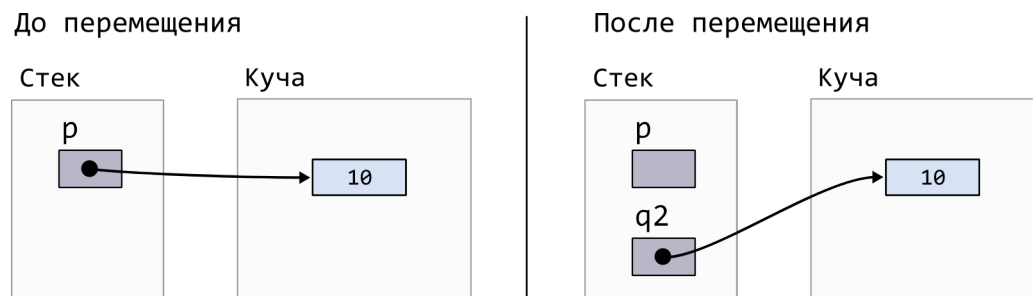 До перемещения
После перемещения
Стек
Куча
Стек
Куча
p
p
10
10
q2